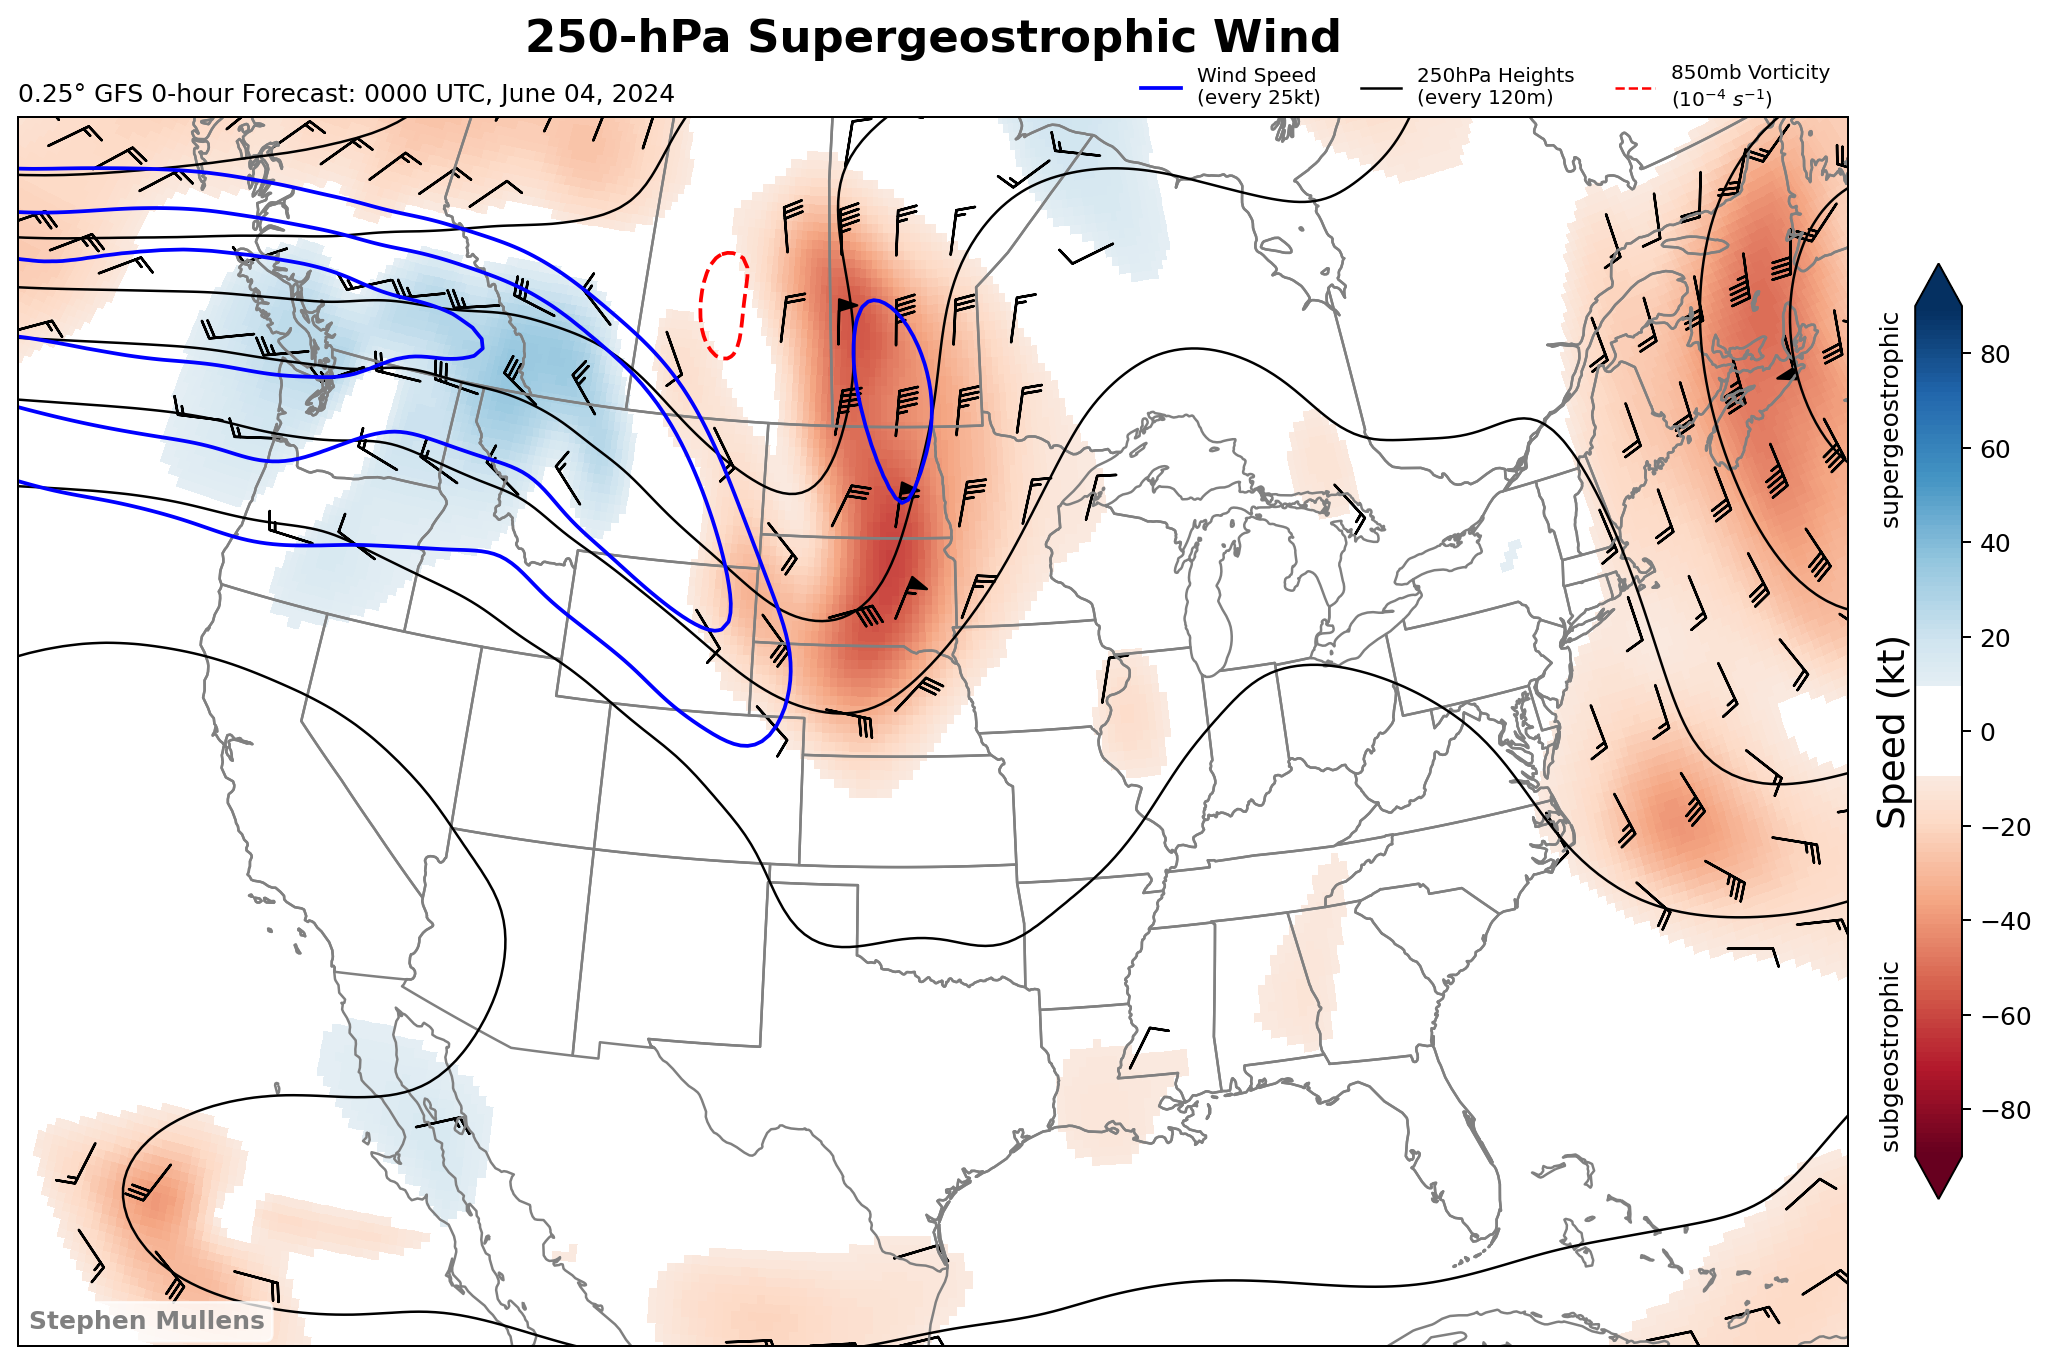 250-hPa Supergeostrophic Wind
0.25° GFS 0-hour Forecast: 0000 UTC, June 04, 2024
Wind Speed
(every 25kt)
250hPa Heights
(every 120m)
850mb Vorticity
(10⁻⁴ s⁻¹)
supergeostrophic
Speed (kt)
subgeostrophic
80
60
40
20
0
−20
−40
−60
−80
Stephen Mullens